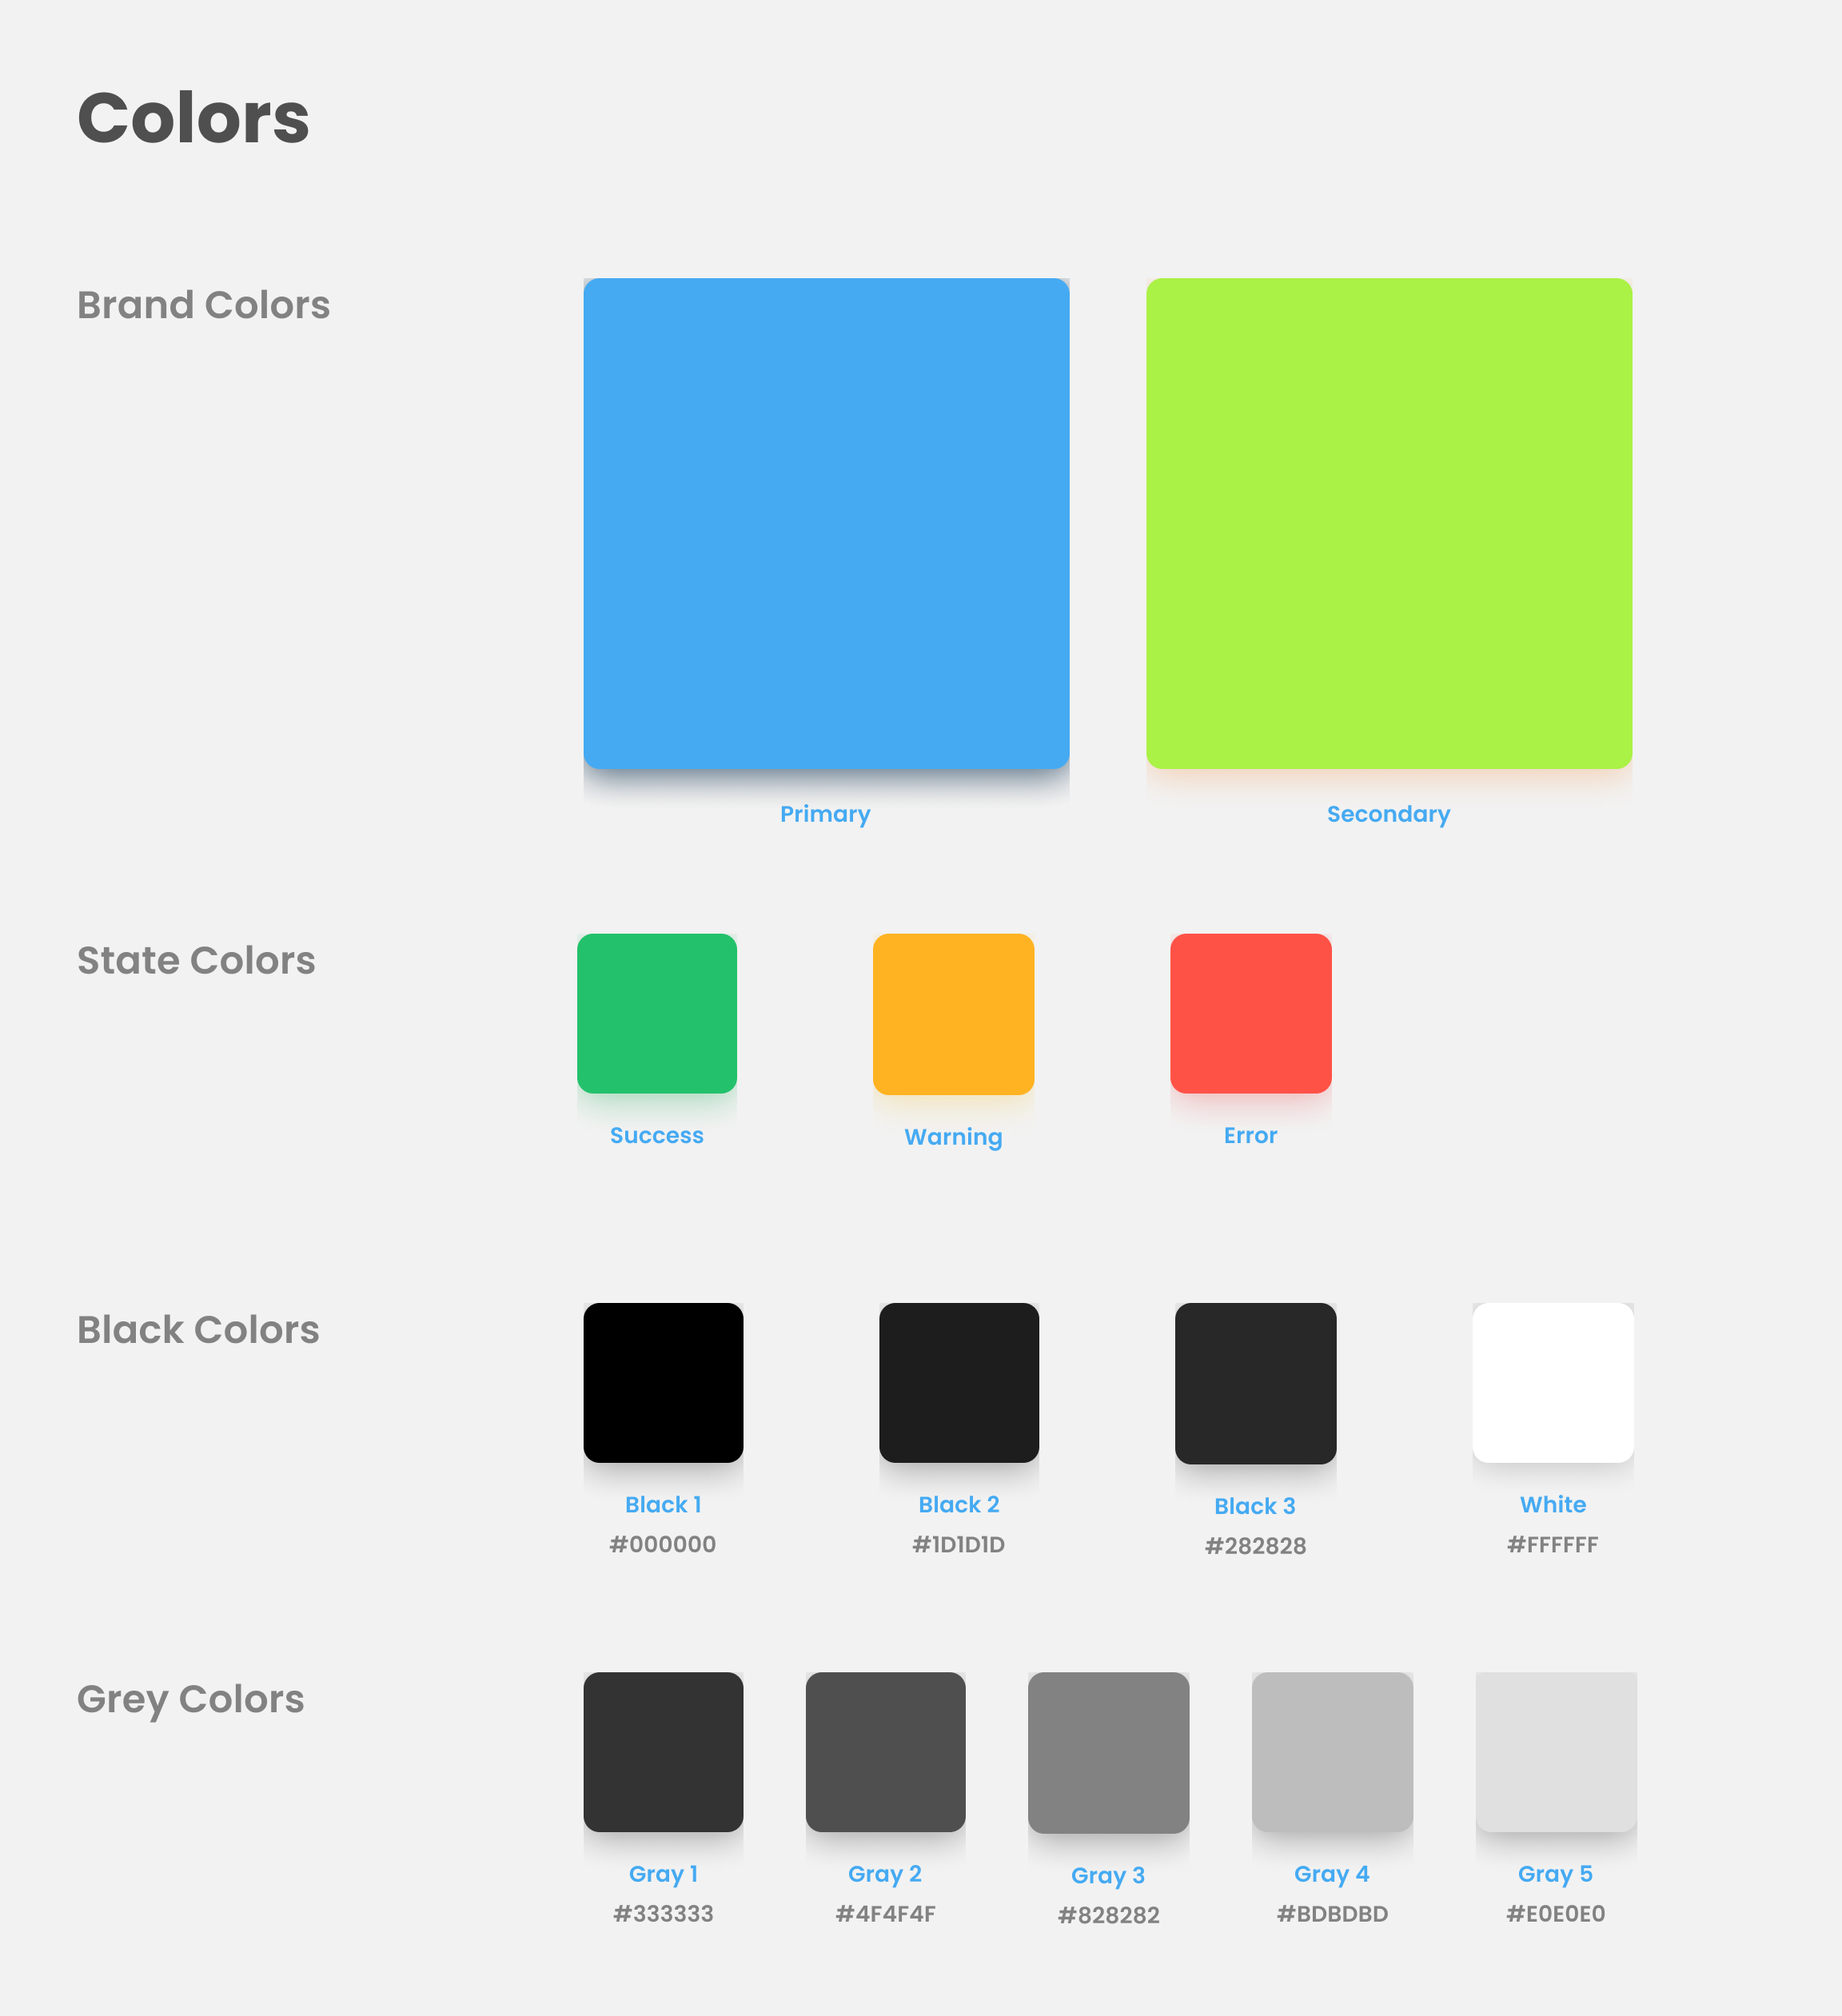 Colors
Brand Colors
Primary
Secondary
State Colors
Success
Warning
Error
Black Colors
Black 1
#000000
Black 2
#1D1D1D
Black 3
#282828
White
#FFFFFF
Grey Colors
Gray 1
#333333
Gray 2
#4F4F4F
Gray 3
#828282
Gray 4
#BDBDBD
Gray 5
#E0E0E0